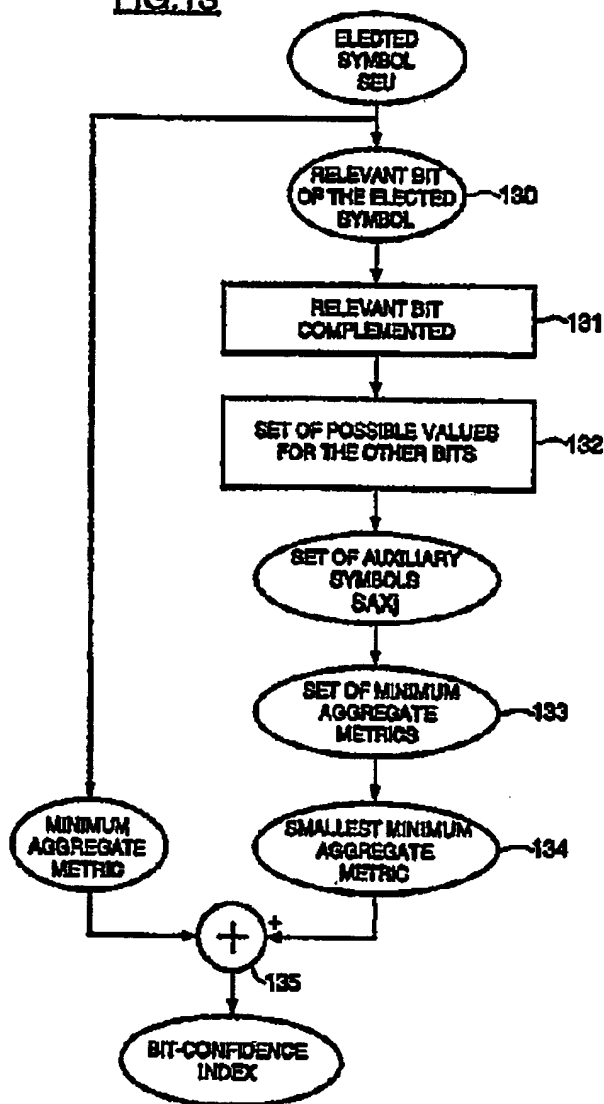 FIG.13
ELECTED
SYMBOL
SEU
RELEVANT BIT
OF THE ELECTED
SYMBOL
130
RELEVANT BIT
COMPLEMENTED
131
SET OF POSSIBLE VALUES
FOR THE OTHER BITS
132
SET OF AUXILIARY
SYMBOLS
SAXj
SET OF MINIMUM
AGGREGATE
METRICS
133
MINIMUM
AGGREGATE
METRIC
SMALLEST MINIMUM
AGGREGATE
METRIC
134
+
+
135
BIT-CONFIDENCE
INDEX